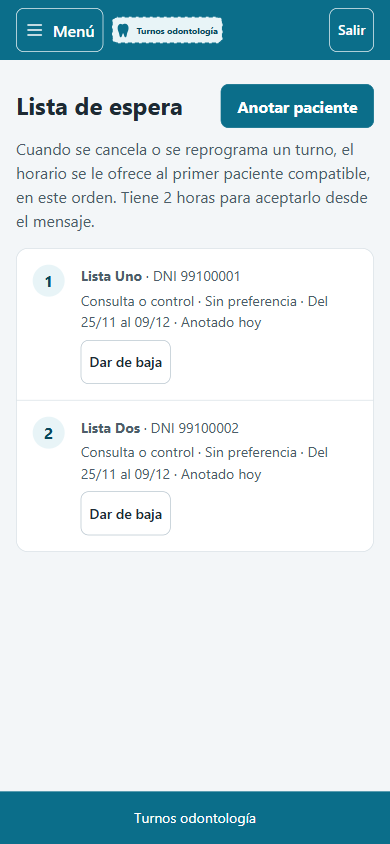 Menú
Turnos odontología
Salir
Lista de espera
Anotar paciente
Cuando se cancela o se reprograma un turno, el
horario se le ofrece al primer paciente compatible,
en este orden. Tiene 2 horas para aceptarlo desde
el mensaje.
1
Lista Uno · DNI 99100001
Consulta o control · Sin preferencia · Del
25/11 al 09/12 · Anotado hoy
Dar de baja
2
Lista Dos · DNI 99100002
Consulta o control · Sin preferencia · Del
25/11 al 09/12 · Anotado hoy
Dar de baja
Turnos odontología